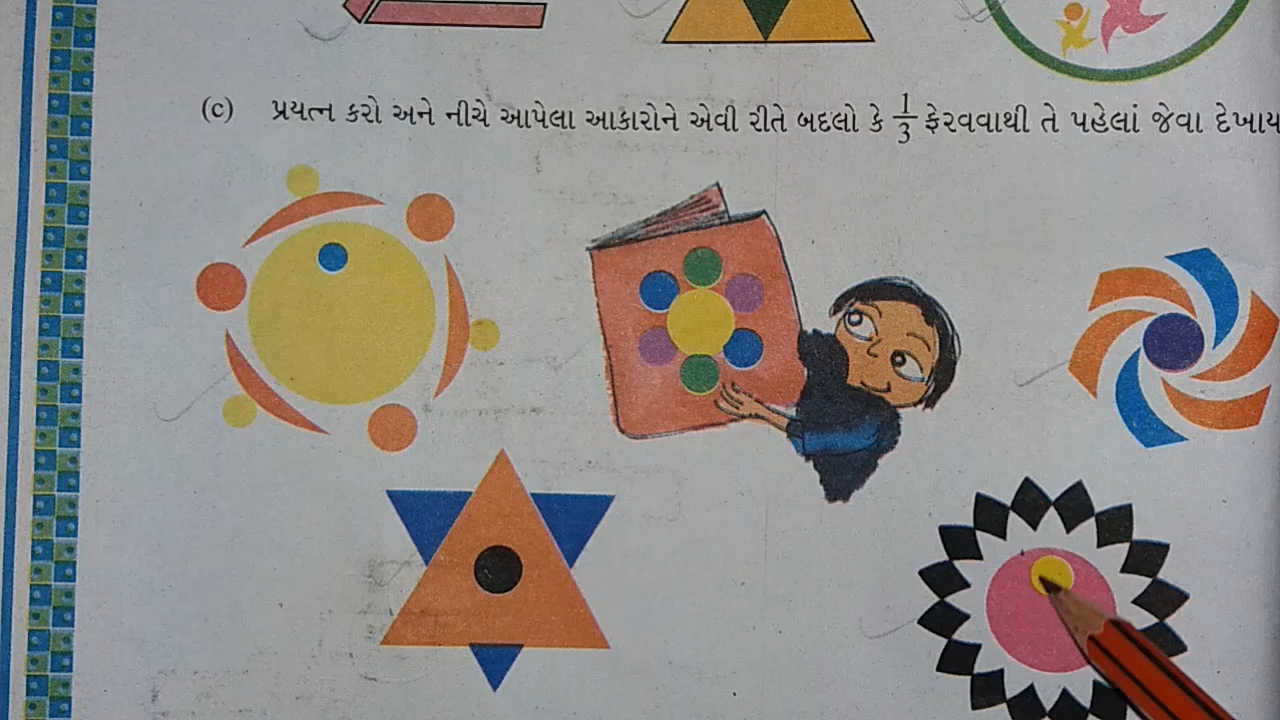 (c) પ્રયત્ન કરો અને નીચે આપેલા આકારોને એવી રીતે બદલો કે 1/3 ફેરવવાથી તે પહેલાં જેવા દેખાય